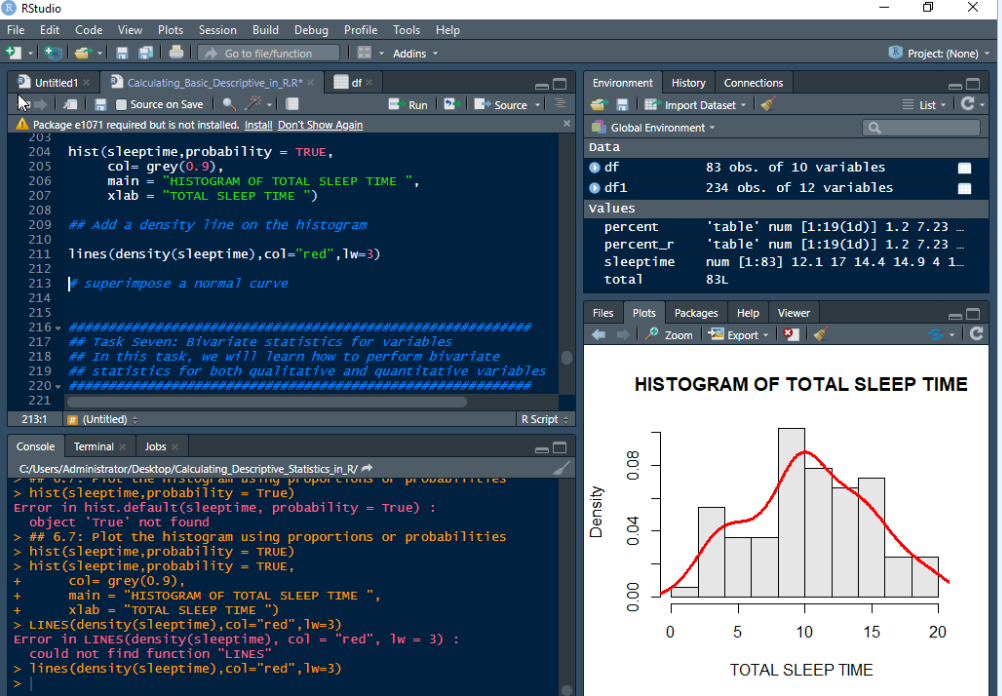 RStudio
File Edit Code View Plots Session Build Debug Profile Tools Help
Go to file/function Addins Project: (None)
Untitled1 Calculating_Basic_Descriptive_in_R.R* df
Source on Save Run Source
Package e1071 required but is not installed. Install Don't Show Again
203
204 hist(sleeptime,probability = TRUE,
205 col= grey(0.9),
206 main = "HISTOGRAM OF TOTAL SLEEP TIME ",
207 xlab = "TOTAL SLEEP TIME ")
208
209 ## Add a density line on the histogram
210
211 lines(density(sleeptime),col="red",lw=3)
212
213 # superimpose a normal curve
214
215
216 ##########################################################
217 ## Task Seven: Bivariate statistics for variables
218 ## In this task, we will learn how to perform bivariate
219 ## statistics for both qualitative and quantitative variables
220 ##########################################################
221
213:1 # (Untitled) R Script
Console Terminal Jobs
C:/Users/Administrator/Desktop/Calculating_Descriptive_Statistics_in_R/
> ## 6.7: Plot the histogram using proportions or probabilities
> hist(sleeptime,probability = True)
Error in hist.default(sleeptime, probability = True) :
object 'True' not found
> ## 6.7: Plot the histogram using proportions or probabilities
> hist(sleeptime,probability = TRUE)
> hist(sleeptime,probability = TRUE,
+ col= grey(0.9),
+ main = "HISTOGRAM OF TOTAL SLEEP TIME ",
+ xlab = "TOTAL SLEEP TIME ")
> LINES(density(sleeptime),col="red",lw=3)
Error in LINES(density(sleeptime), col = "red", lw = 3) :
could not find function "LINES"
> lines(density(sleeptime),col="red",lw=3)
>
Environment History Connections
Import Dataset List
Global Environment
Data
df 83 obs. of 10 variables
df1 234 obs. of 12 variables
Values
percent 'table' num [1:19(1d)] 1.2 7.23 …
percent_r 'table' num [1:19(1d)] 1.2 7.23 …
sleeptime num [1:83] 12.1 17 14.4 14.9 4 1…
total 83L
Files Plots Packages Help Viewer
Zoom Export
HISTOGRAM OF TOTAL SLEEP TIME
Density
0.08
0.04
0.00
0 5 10 15 20
TOTAL SLEEP TIME